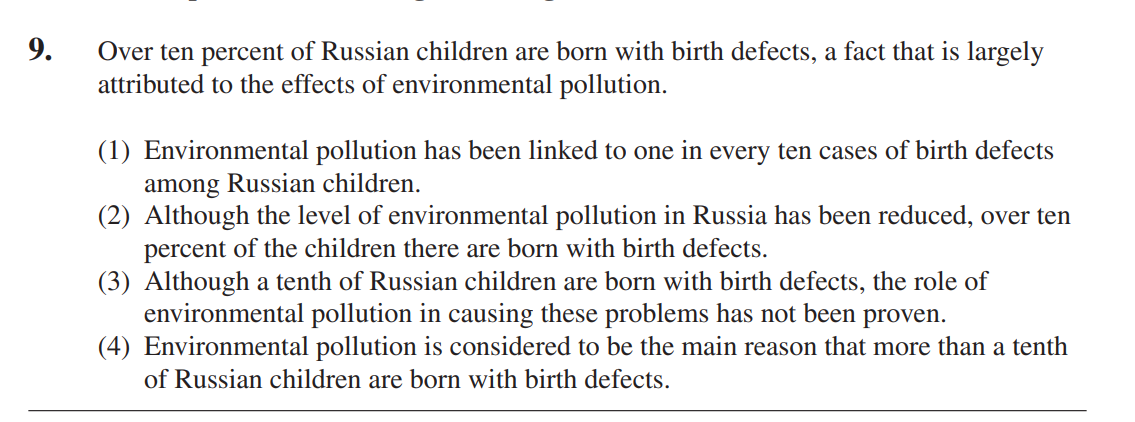 9. Over ten percent of Russian children are born with birth defects, a fact that is largely
attributed to the effects of environmental pollution.
(1) Environmental pollution has been linked to one in every ten cases of birth defects
among Russian children.
(2) Although the level of environmental pollution in Russia has been reduced, over ten
percent of the children there are born with birth defects.
(3) Although a tenth of Russian children are born with birth defects, the role of
environmental pollution in causing these problems has not been proven.
(4) Environmental pollution is considered to be the main reason that more than a tenth
of Russian children are born with birth defects.